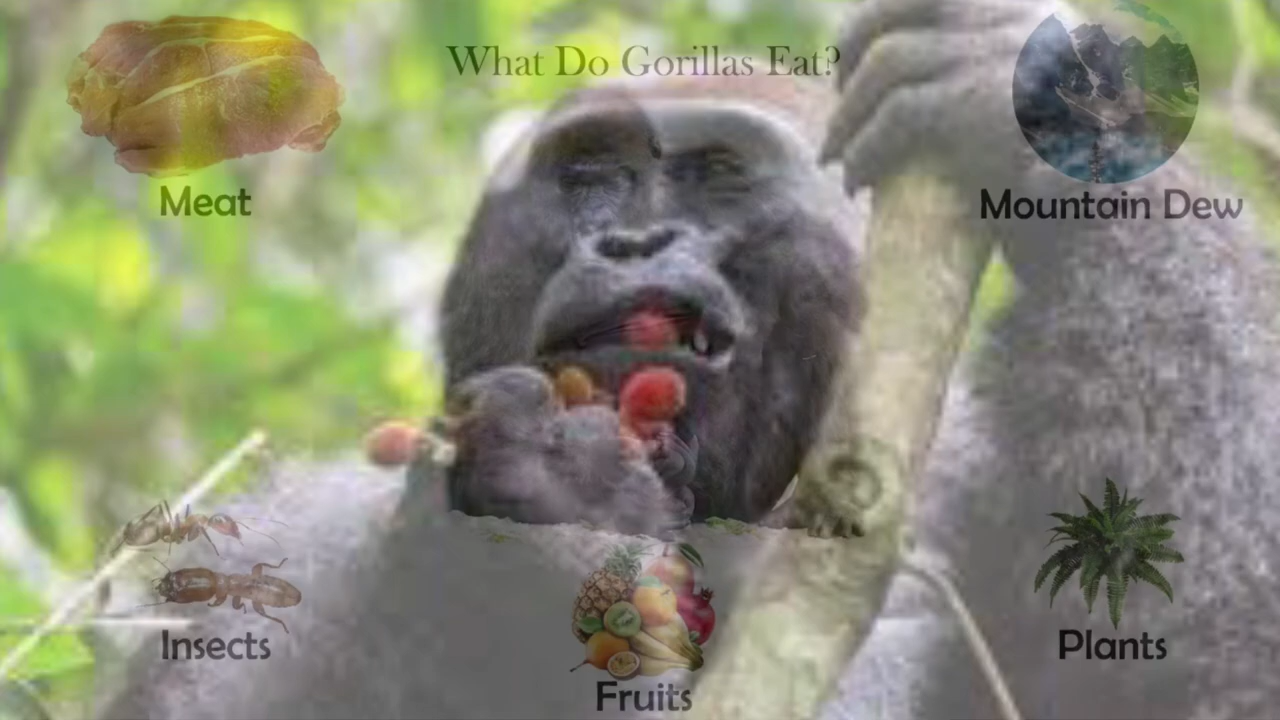 What Do Gorillas Eat?
Meat
Mountain Dew
Insects
Plants
Fruits